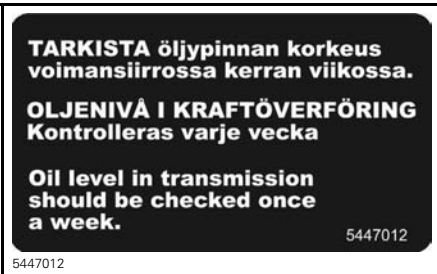 TARKISTA öljypinnan korkeus
voimansiirrossa kerran viikossa.
OLJENIVÅ I KRAFTÖVERFÖRING
Kontrolleras varje vecka
Oil level in transmission
should be checked once
a week.
5447012
5447012